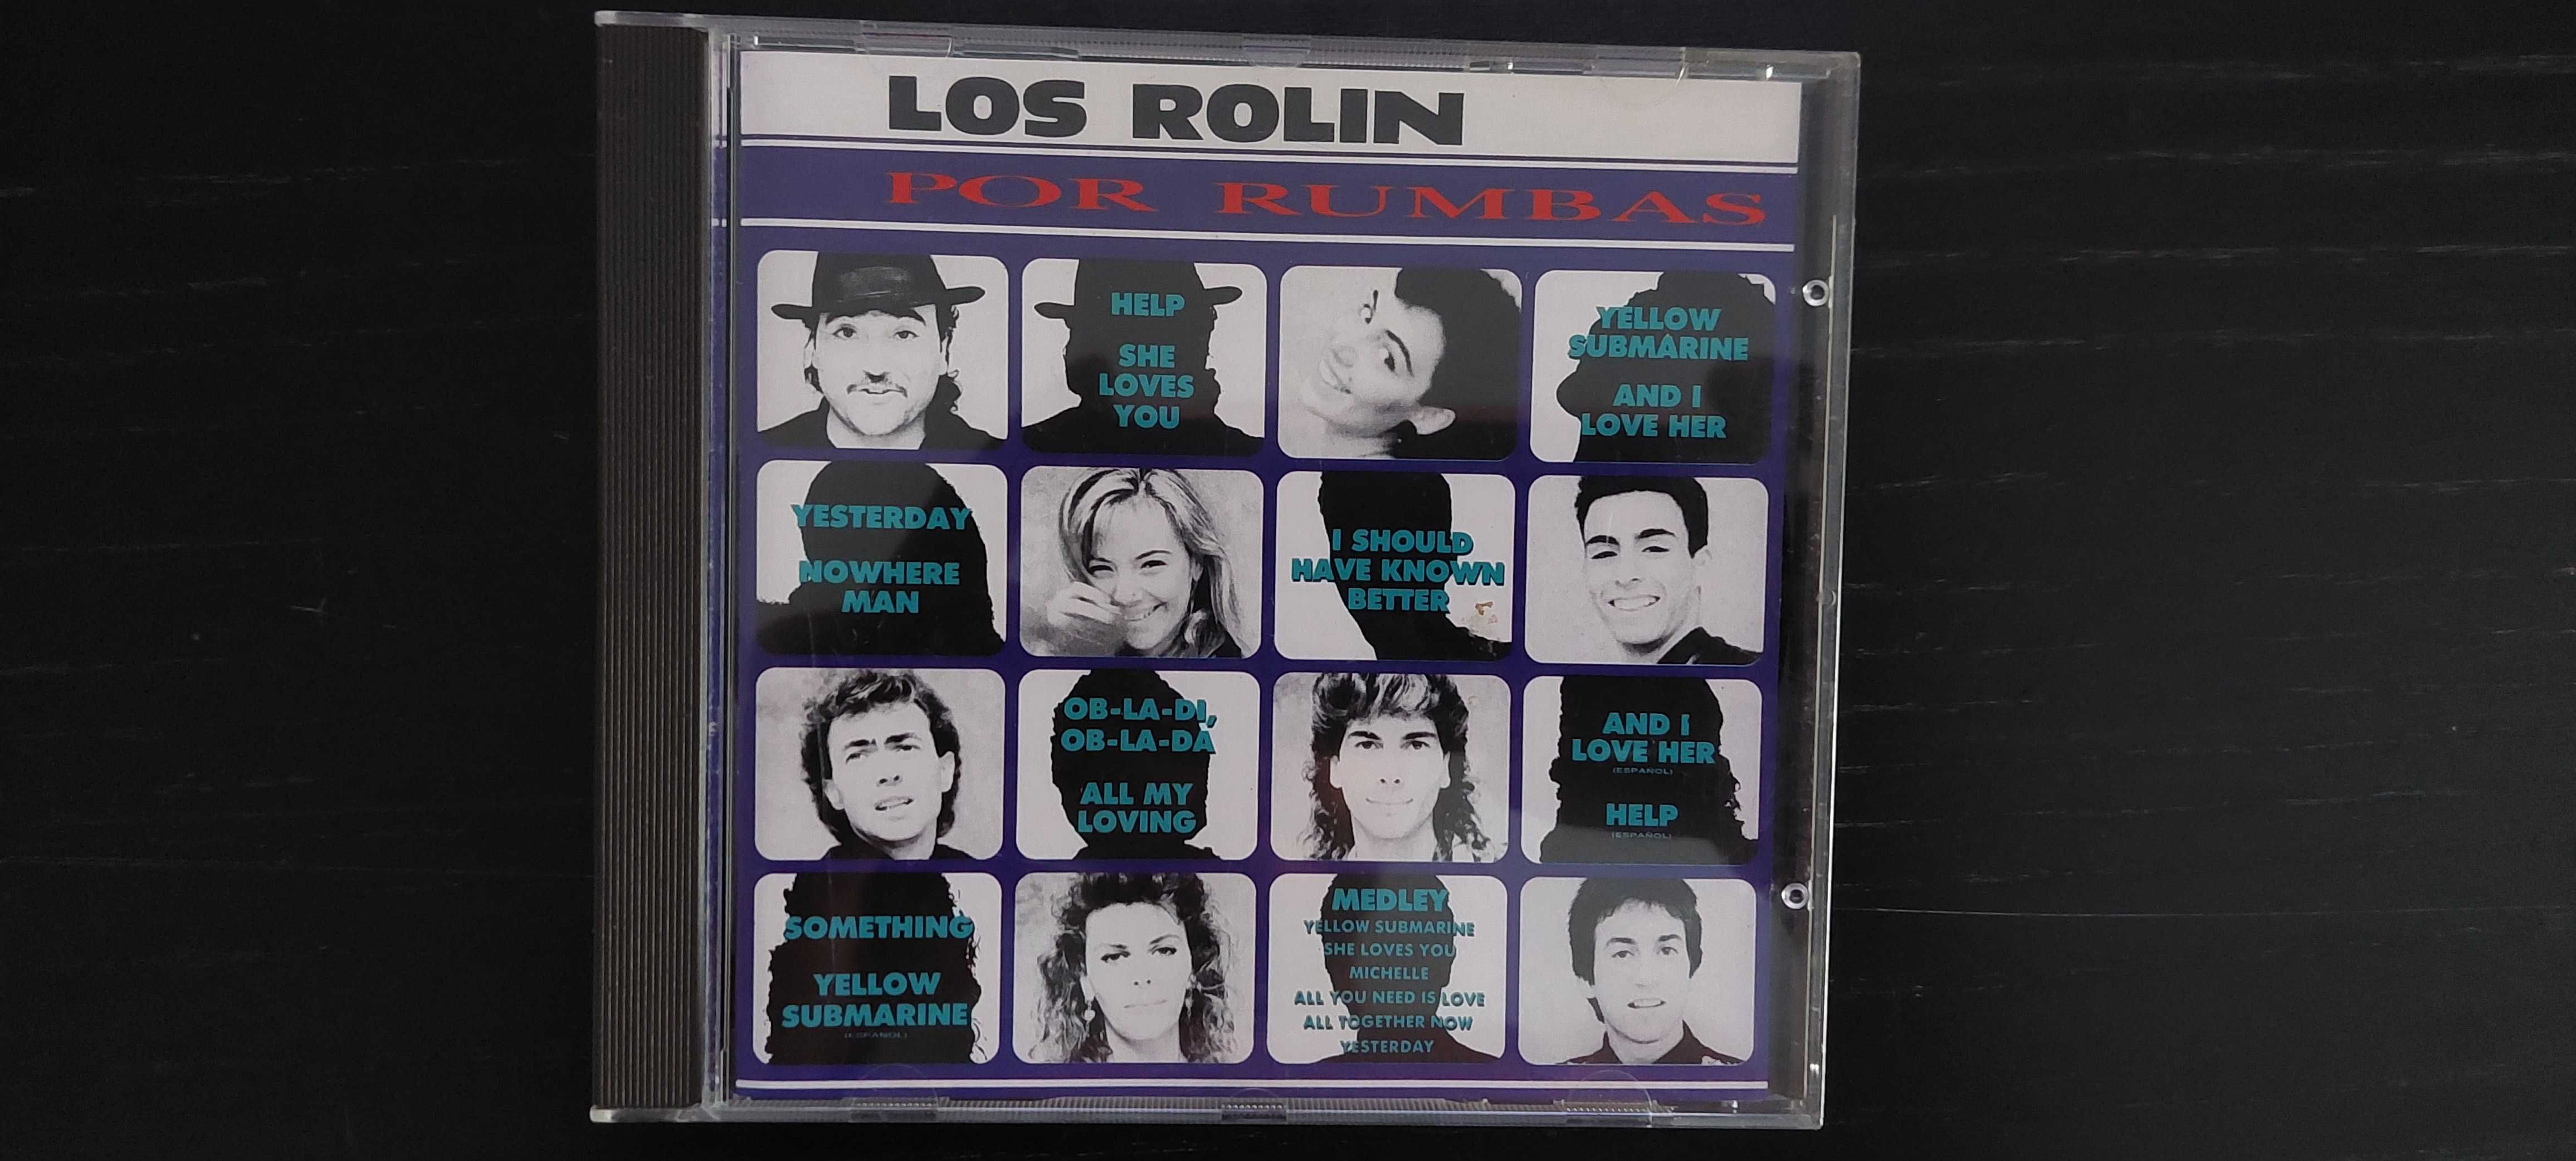 LOS ROLIN
POR RUMBAS
HELP
SHE
LOVES
YOU
YELLOW
SUBMARINE
AND I
LOVE HER
YESTERDAY
NOWHERE
MAN
I SHOULD
HAVE KNOWN
BETTER
OB-LA-DI,
OB-LA-DA
ALL MY
LOVING
AND I
LOVE HER
(ESPAÑOL)
HELP
(ESPAÑOL)
SOMETHING
YELLOW
SUBMARINE
(ESPAÑOL)
MEDLEY
YELLOW SUBMARINE
SHE LOVES YOU
MICHELLE
ALL YOU NEED IS LOVE
ALL TOGETHER NOW
YESTERDAY